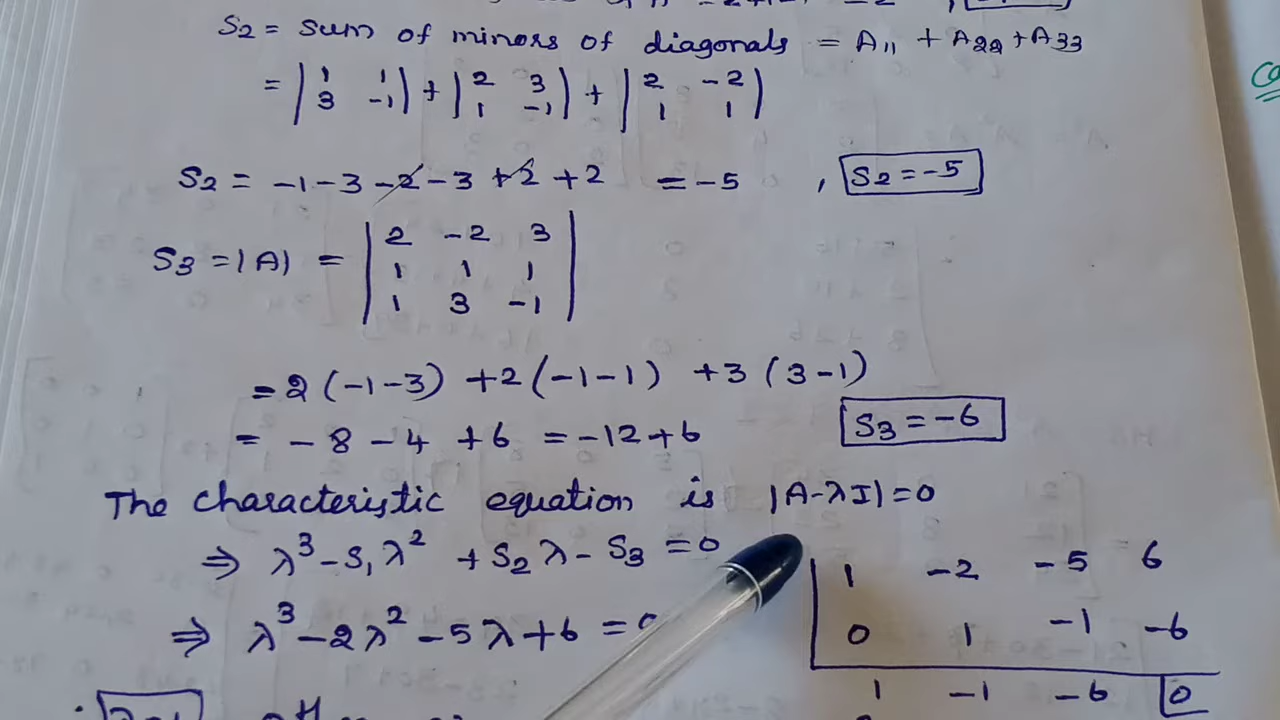 S2 = Sum of minors of diagonals = A11 + A22 + A33
= | 1 1 | + | 2 3 | + | 2 -2 |
| 3 -1 | | 1 -1 | | 1 1 |
S2 = -1-3-2-3+2+2 = -5 , S2 = -5
S3 = |A| = | 2 -2 3 |
| 1 1 1 |
| 1 3 -1 |
= 2(-1-3) +2(-1-1) +3(3-1)
= -8 -4 +6 = -12+6 S3 = -6
The characteristic equation is |A-λI|=0
⇒ λ³ - S1λ² + S2λ - S3 = 0
1 -2 -5 6
⇒ λ³ - 2λ² - 5λ + 6 = 0
0 1 -1 -6
1 -1 -6 0